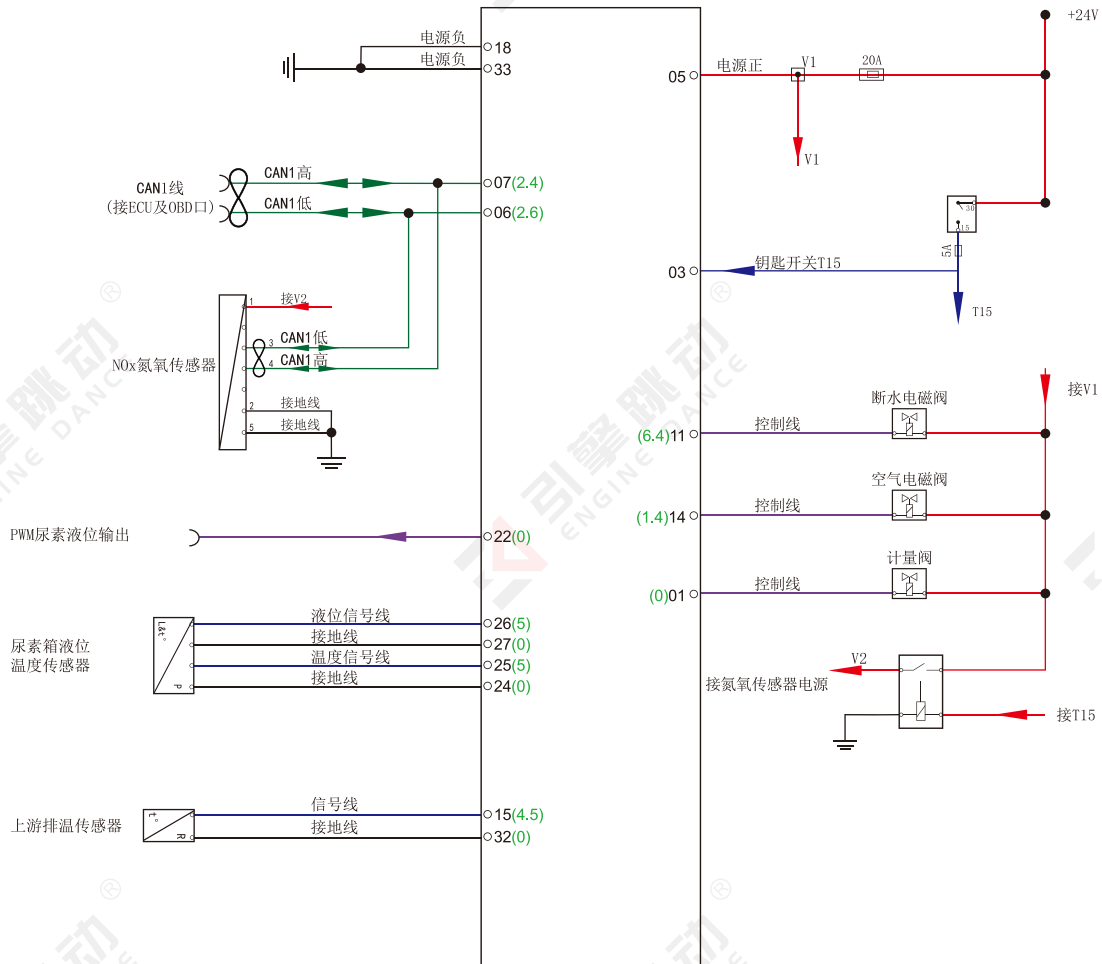 电源负
18
电源负
33
+24V
05
电源正
V1
20A
V1
CAN1线
(接ECU及OBD口)
CAN1高
07(2.4)
CAN1低
06(2.6)
30
15
5A
03
钥匙开关T15
T15
NOx氮氧传感器
1
接V2
3
CAN1低
4
CAN1高
2
接地线
5
接地线
接V1
断水电磁阀
(6.4)11
控制线
空气电磁阀
(1.4)14
控制线
计量阀
(0)01
控制线
PWM尿素液位输出
22(0)
尿素箱液位
温度传感器
L&t°
P
液位信号线
26(5)
接地线
27(0)
温度信号线
25(5)
接地线
24(0)
V2
接氮氧传感器电源
接T15
上游排温传感器
t°
R
信号线
15(4.5)
接地线
32(0)
引擎跳动
ENGINE DANCE
®